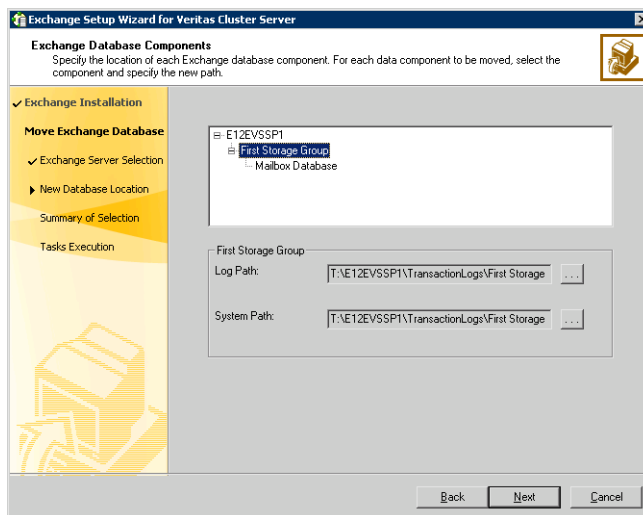 Exchange Setup Wizard for Veritas Cluster Server
Exchange Database Components
Specify the location of each Exchange database component. For each data component to be moved, select the
component and specify the new path.
Exchange Installation
Move Exchange Database
Exchange Server Selection
New Database Location
Summary of Selection
Tasks Execution
E12EVSSP1
First Storage Group
Mailbox Database
First Storage Group
Log Path:
T:\E12EVSSP1\TransactionLogs\First Storage
...
System Path:
T:\E12EVSSP1\TransactionLogs\First Storage
...
Back
Next
Cancel